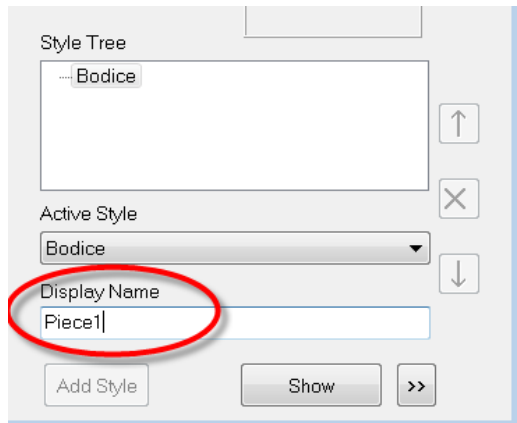 Style Tree
Bodice
Active Style
Bodice
Display Name
Piece1
Add Style
Show
>>